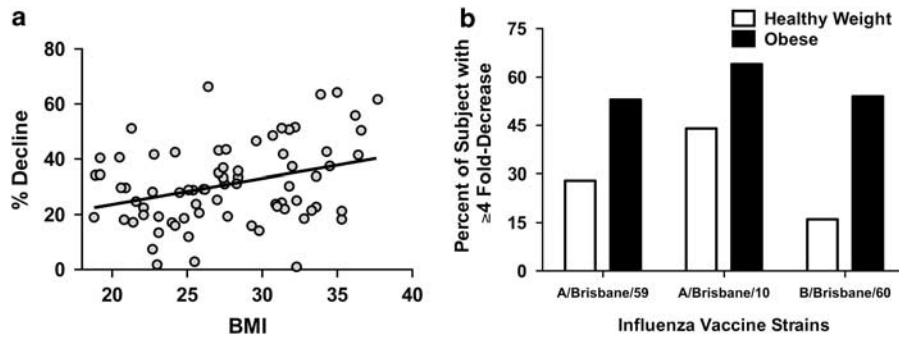 a
% Decline
80
60
40
20
0
20
25
30
35
40
BMI
b
Healthy Weight
Obese
Percent of Subject with
≥4 Fold-Decrease
75
60
45
30
15
0
A/Brisbane/59
A/Brisbane/10
B/Brisbane/60
Influenza Vaccine Strains